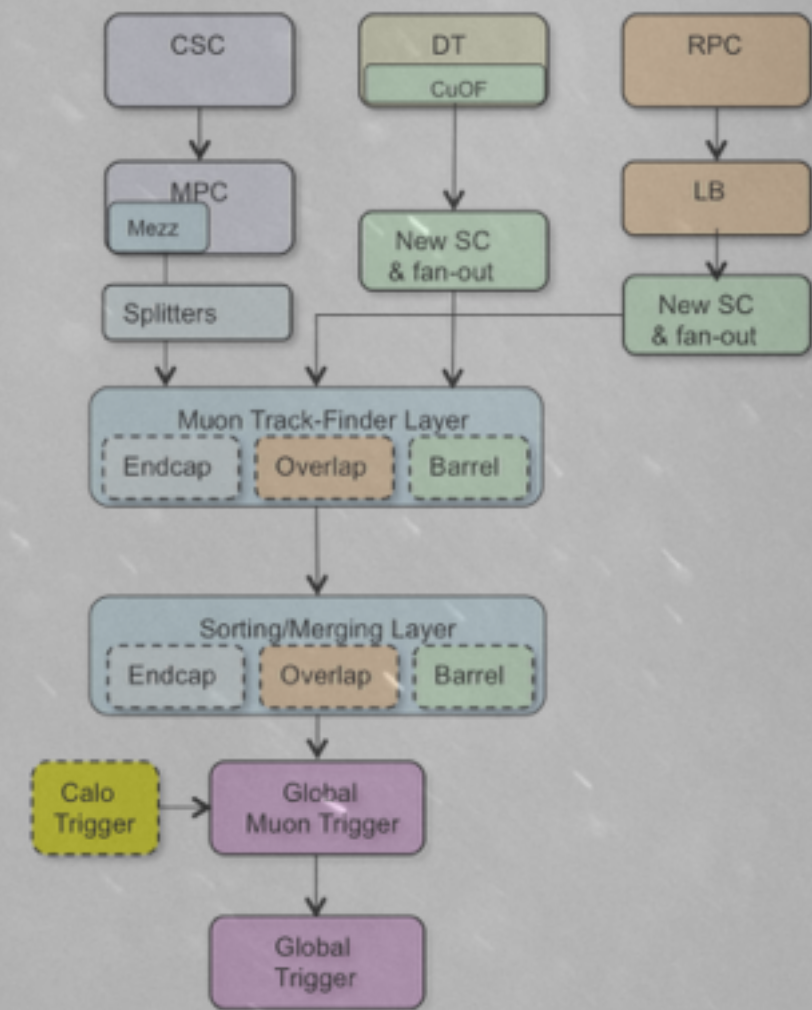 CSC
DT
RPC
CuOF
MPC
LB
Mezz
New SC
& fan-out
Splitters
New SC
& fan-out
Muon Track-Finder Layer
Endcap
Overlap
Barrel
Sorting/Merging Layer
Endcap
Overlap
Barrel
Calo
Trigger
Global
Muon Trigger
Global
Trigger